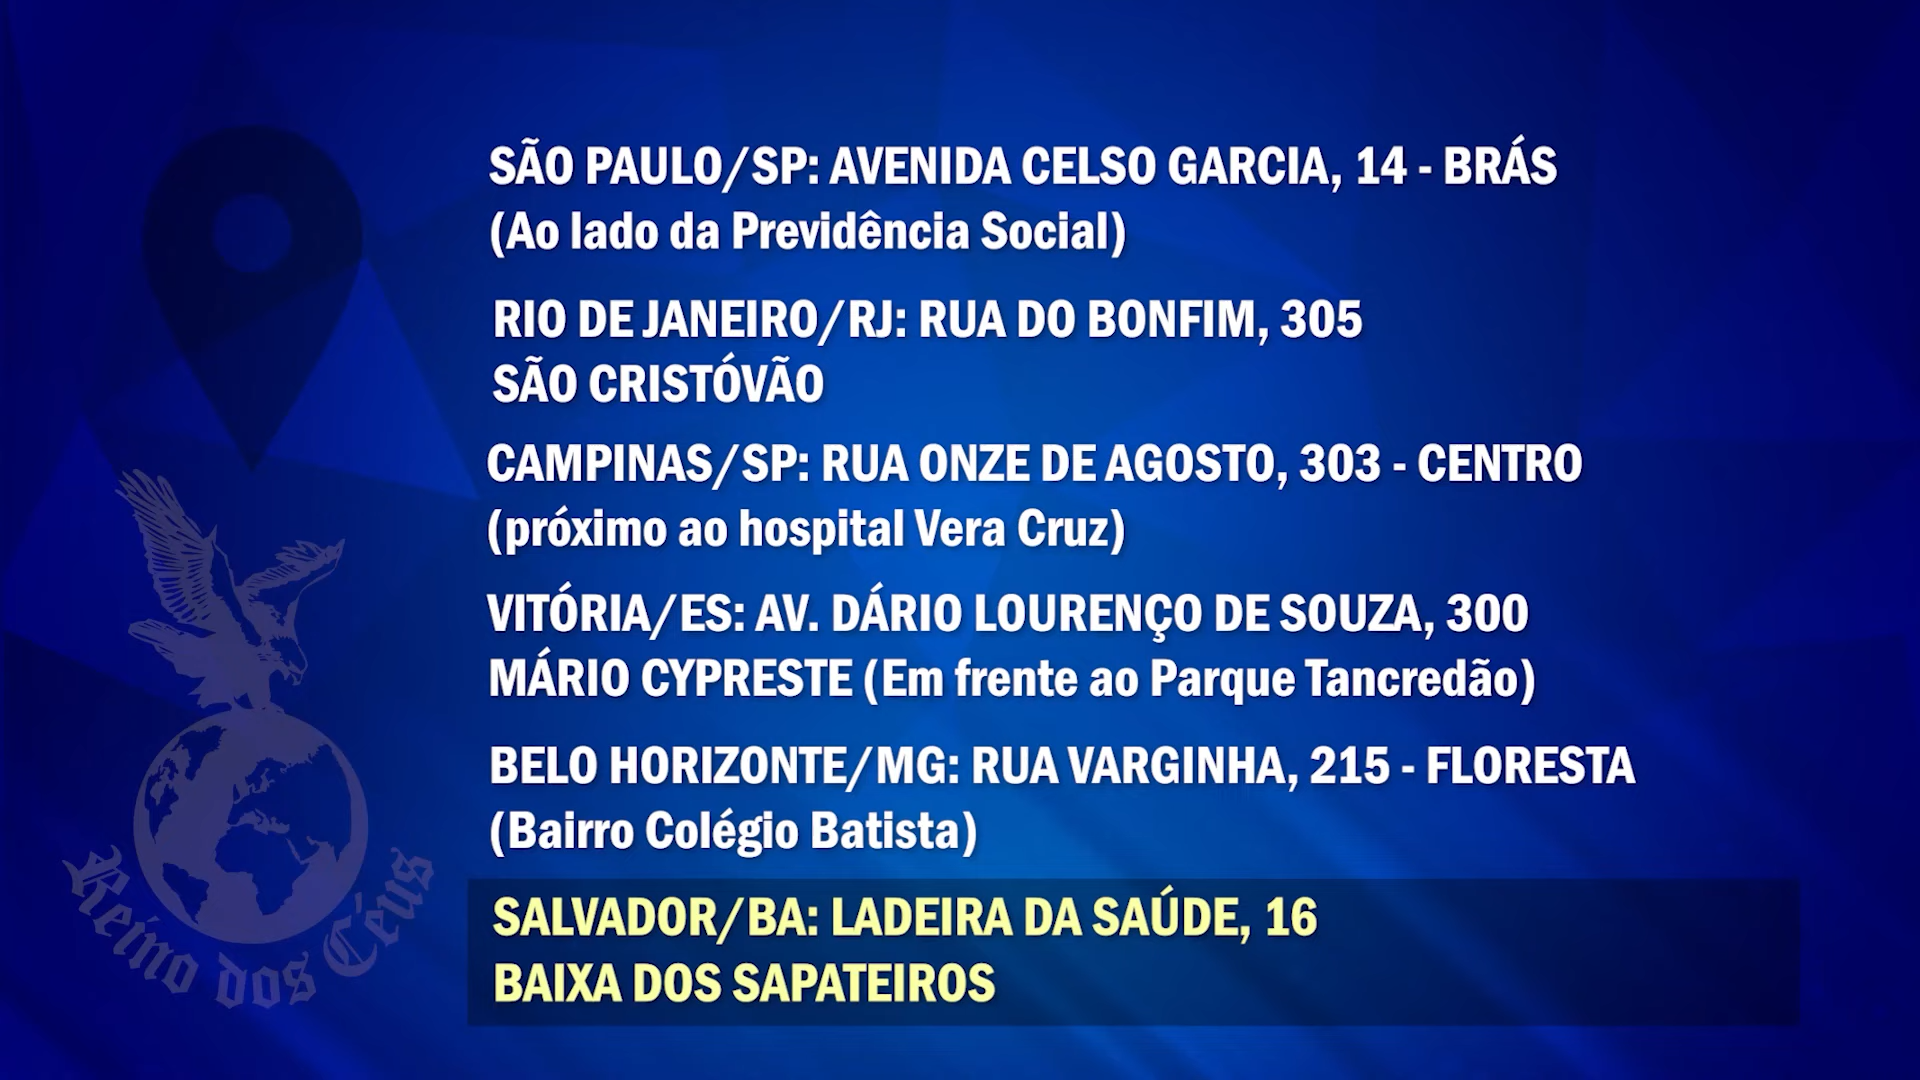 SÃO PAULO/SP: AVENIDA CELSO GARCIA, 14 - BRÁS
(Ao lado da Previdência Social)
RIO DE JANEIRO/RJ: RUA DO BONFIM, 305
SÃO CRISTÓVÃO
CAMPINAS/SP: RUA ONZE DE AGOSTO, 303 - CENTRO
(próximo ao hospital Vera Cruz)
VITÓRIA/ES: AV. DÁRIO LOURENÇO DE SOUZA, 300
MÁRIO CYPRESTE (Em frente ao Parque Tancredão)
BELO HORIZONTE/MG: RUA VARGINHA, 215 - FLORESTA
(Bairro Colégio Batista)
SALVADOR/BA: LADEIRA DA SAÚDE, 16
BAIXA DOS SAPATEIROS
Reino dos Céus